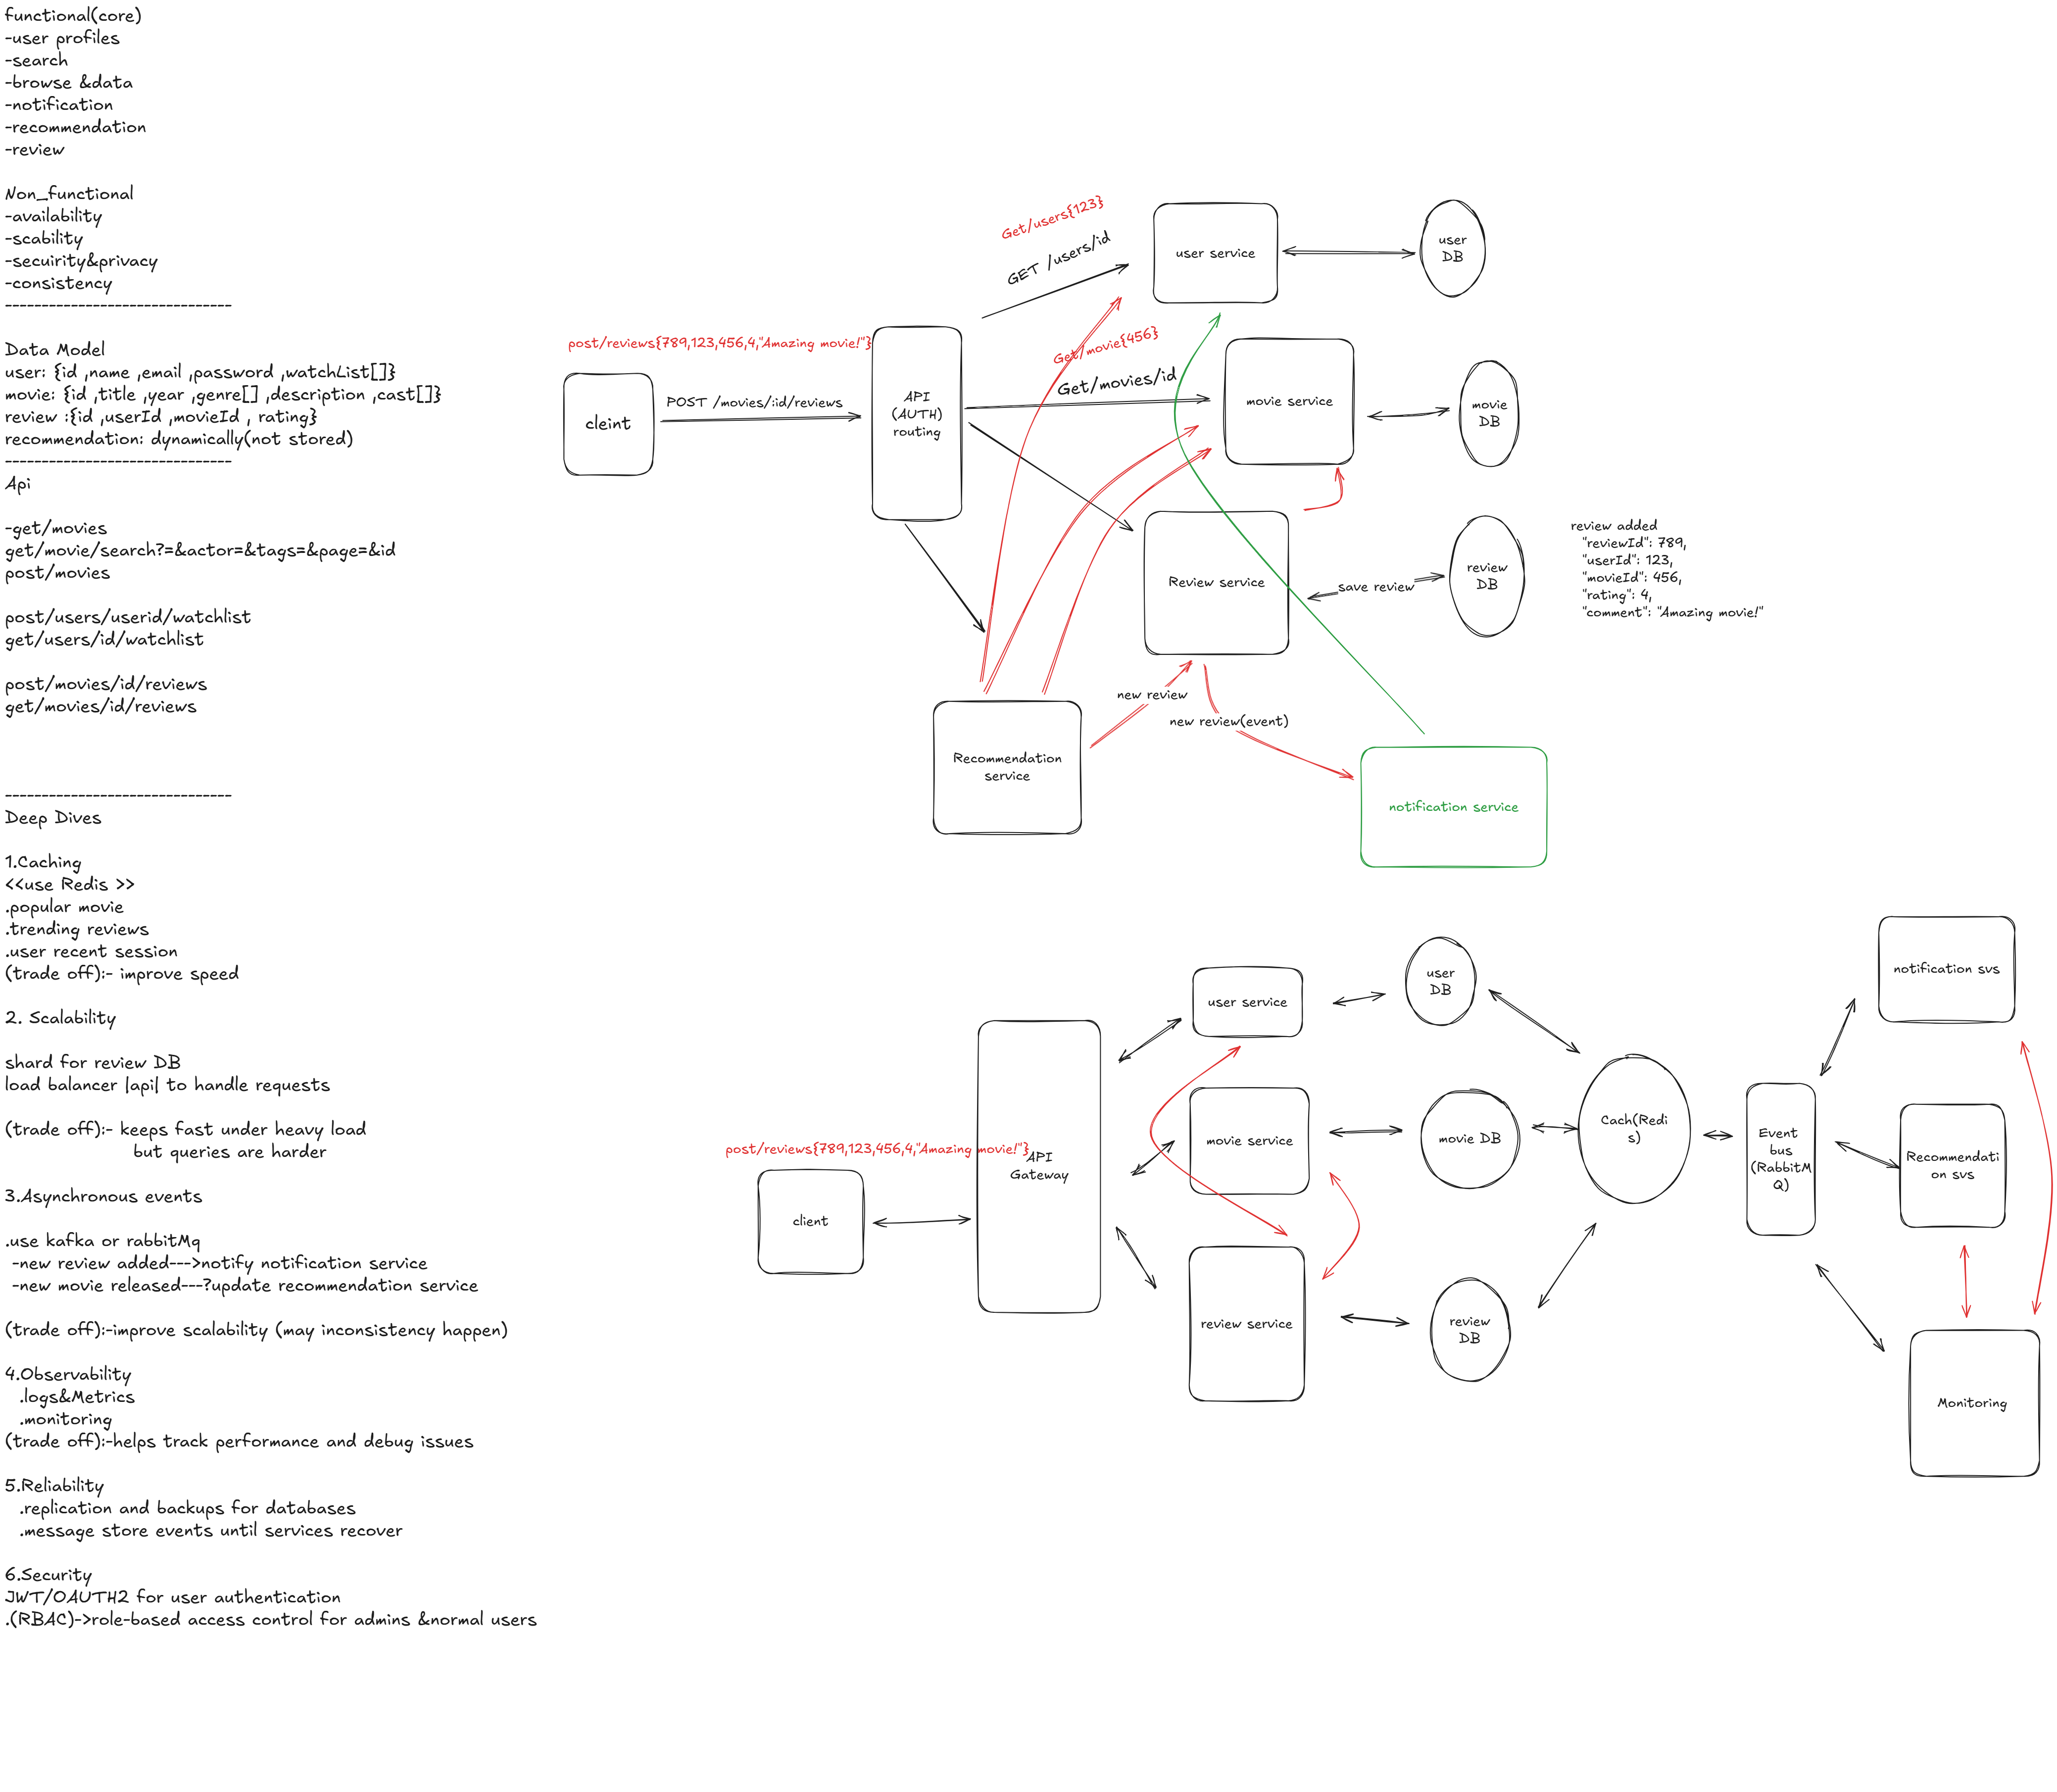 functional(core)
-user profiles
-search
-browse &data
-notification
-recommendation
-review
Non_functional
-availability
-scability
-secuirity&privacy
-consistency
-------------------------------
Data Model
user: {id ,name ,email ,password ,watchList[]}
movie: {id ,title ,year ,genre[] ,description ,cast[]}
review :{id ,userId ,movieId , rating}
recommendation: dynamically(not stored)
-------------------------------
Api
-get/movies
get/movie/search?=&actor=&tags=&page=&id
post/movies
post/users/userid/watchlist
get/users/id/watchlist
post/movies/id/reviews
get/movies/id/reviews
-------------------------------
Deep Dives
1.Caching
<<use Redis >>
.popular movie
.trending reviews
.user recent session
(trade off):- improve speed
2. Scalability
shard for review DB
load balancer |api| to handle requests
(trade off):- keeps fast under heavy load
but queries are harder
3.Asynchronous events
.use kafka or rabbitMq
-new review added--->notify notification service
-new movie released---?update recommendation service
(trade off):-improve scalability (may inconsistency happen)
4.Observability
.logs&Metrics
.monitoring
(trade off):-helps track performance and debug issues
5.Reliability
.replication and backups for databases
.message store events until services recover
6.Security
JWT/OAUTH2 for user authentication
.(RBAC)->role-based access control for admins &normal users
post/reviews{789,123,456,4,"Amazing movie!"}
cleint
POST /movies/:id/reviews
API
(AUTH)
routing
Get/users{123}
GET /users/id
user service
user
DB
Get/movie{456}
Get/movies/id
movie service
movie
DB
Review service
save review
review
DB
review added
"reviewId": 789,
"userId": 123,
"movieId": 456,
"rating": 4,
"comment": "Amazing movie!"
new review
new review(event)
Recommendation
service
notification service
post/reviews{789,123,456,4,"Amazing movie!"}
client
API
Gateway
user service
user
DB
movie service
movie DB
review service
review
DB
Cach(Redi
s)
Event
bus
(RabbitM
Q)
notification svs
Recommendati
on svs
Monitoring